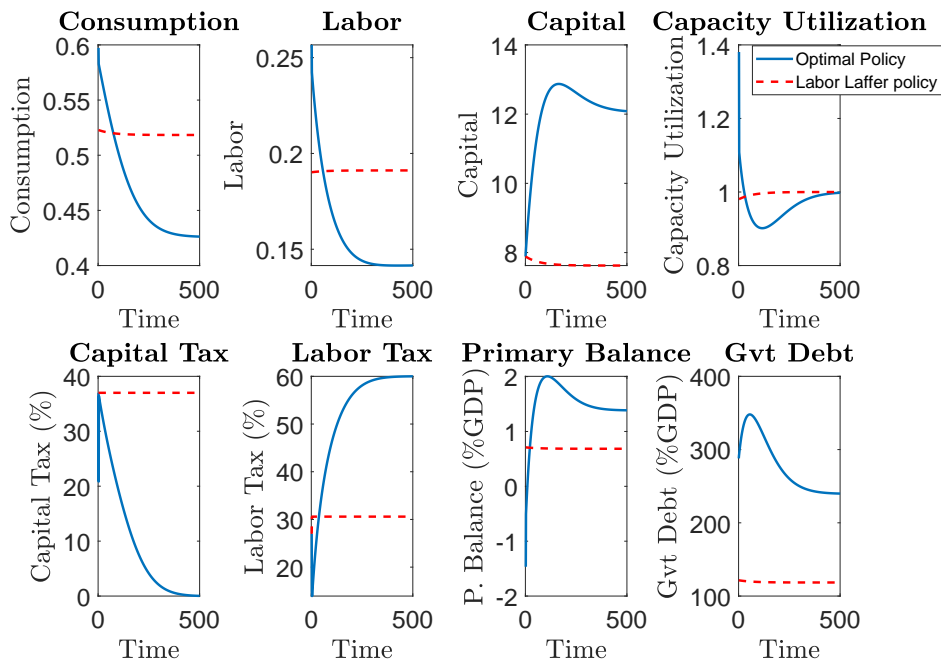 Consumption
Labor
Capital
Capacity Utilization
0.6
0.55
0.5
0.45
0.4
Consumption
0
500
Time
0.25
0.2
0.15
Labor
0
500
Time
14
12
10
8
Capital
0
500
Time
1.4
1.2
1
0.8
Capacity Utilization
Optimal Policy
Labor Laffer policy
0
500
Time
Capital Tax
Labor Tax
Primary Balance
Gvt Debt
40
30
20
10
0
Capital Tax (%)
0
500
Time
60
50
40
30
20
Labor Tax (%)
0
500
Time
2
1
0
-1
-2
P. Balance (%GDP)
0
500
Time
400
300
200
100
Gvt Debt (%GDP)
0
500
Time